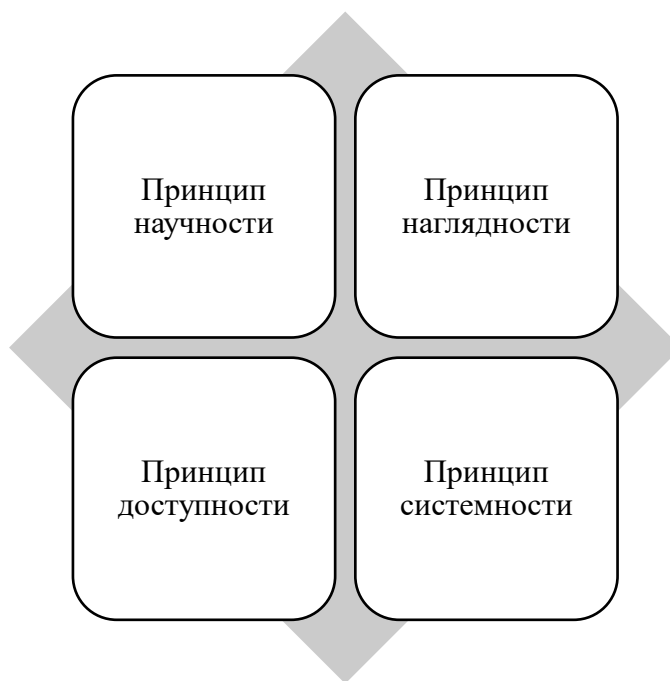 Принцип
научности
Принцип
наглядности
Принцип
доступности
Принцип
системности